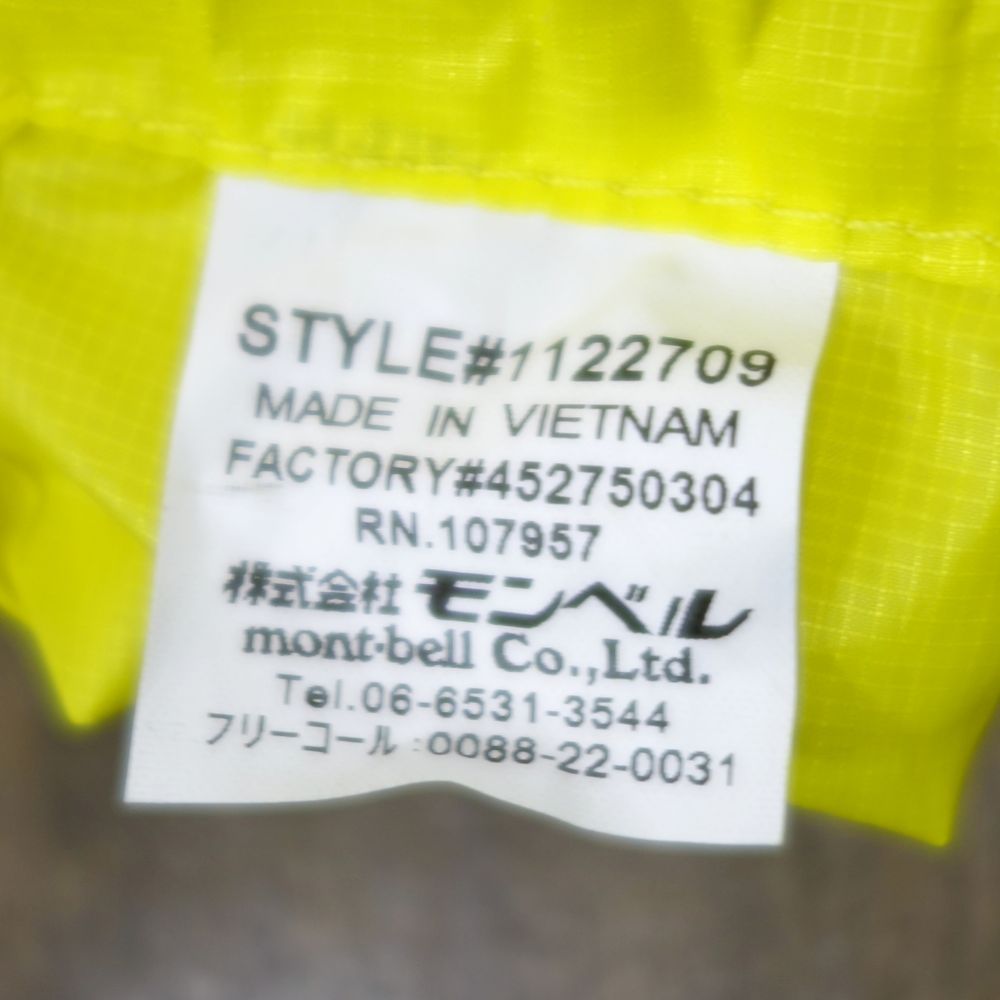 STYLE#1122709
MADE IN VIETNAM
FACTORY#452750304
RN.107957
株式会社 モンベル
mont-bell Co.,Ltd.
Tel.06-6531-3544
フリーコール:0088-22-0031